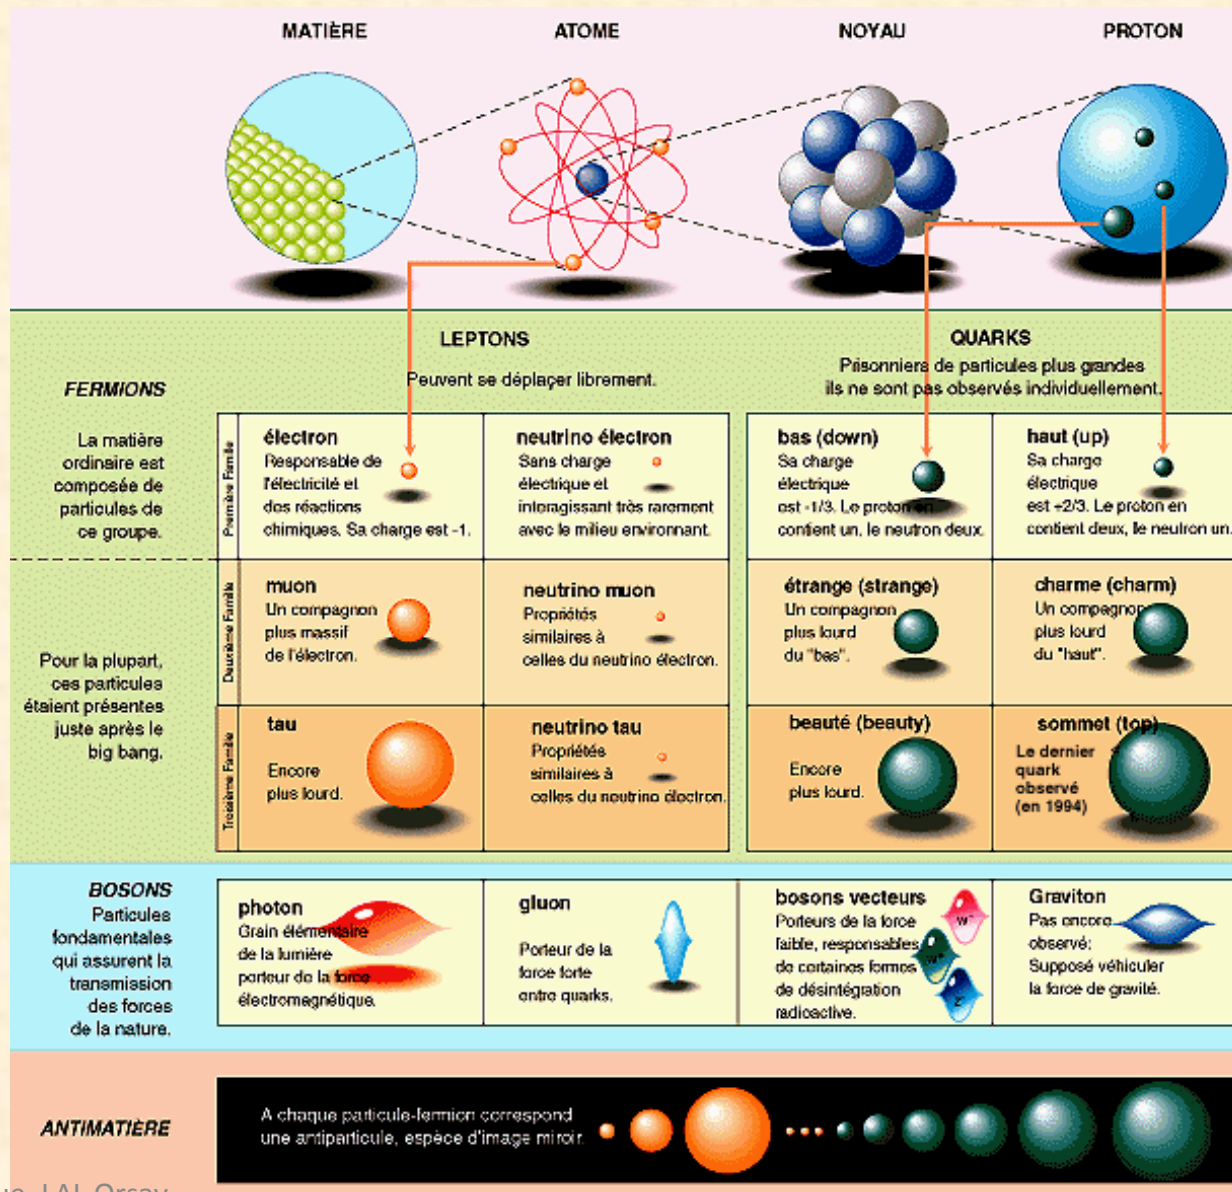 MATIÈRE
ATOME
NOYAU
PROTON
LEPTONS
Peuvent se déplaçer librement.
QUARKS
Prisonniers de particules plus grandes
ils ne sont pas observés individuellement.
FERMIONS
La matière
ordinaire est
composée de
particules de
ce groupe.
Première Famille
électron
Responsable de
l'électricité et
des réactions
chimiques. Sa charge est -1.
neutrino électron
Sans charge
électrique et
interagissant très rarement
avec le milieu environnant.
bas (down)
Sa charge
électrique
est -1/3. Le proton en
contient un, le neutron deux.
haut (up)
Sa charge
électrique
est +2/3. Le proton en
contient deux, le neutron un.
Pour la plupart,
ces particules
étaient présentes
juste après le
big bang.
Deuxième Famille
muon
Un compagnon
plus massif
de l'électron.
neutrino muon
Propriétés
similaires à
celles du neutrino électron.
étrange (strange)
Un compagnon
plus lourd
du "bas".
charme (charm)
Un compagnon
plus lourd
du "haut".
Troisième Famille
tau
Encore
plus lourd.
neutrino tau
Propriétés
similaires à
celles du neutrino électron.
beauté (beauty)
Encore
plus lourd.
sommet (top)
Le dernier
quark
observé
(en 1994)
BOSONS
Particules
fondamentales
qui assurent la
transmission
des forces
de la nature.
photon
Grain élémentaire
de la lumière
porteur de la force
électromagnétique.
gluon
Porteur de la
force forte
entre quarks.
bosons vecteurs
Porteurs de la force
faible, responsables
de certaines formes
de désintégration
radioactive.
W⁻
W⁺
Z°
Graviton
Pas encore
observé:
Supposé véhiculer
la force de gravité.
ANTIMATIÈRE
A chaque particule-fermion correspond
une antiparticule, espèce d'image miroir.
LAL Orsay